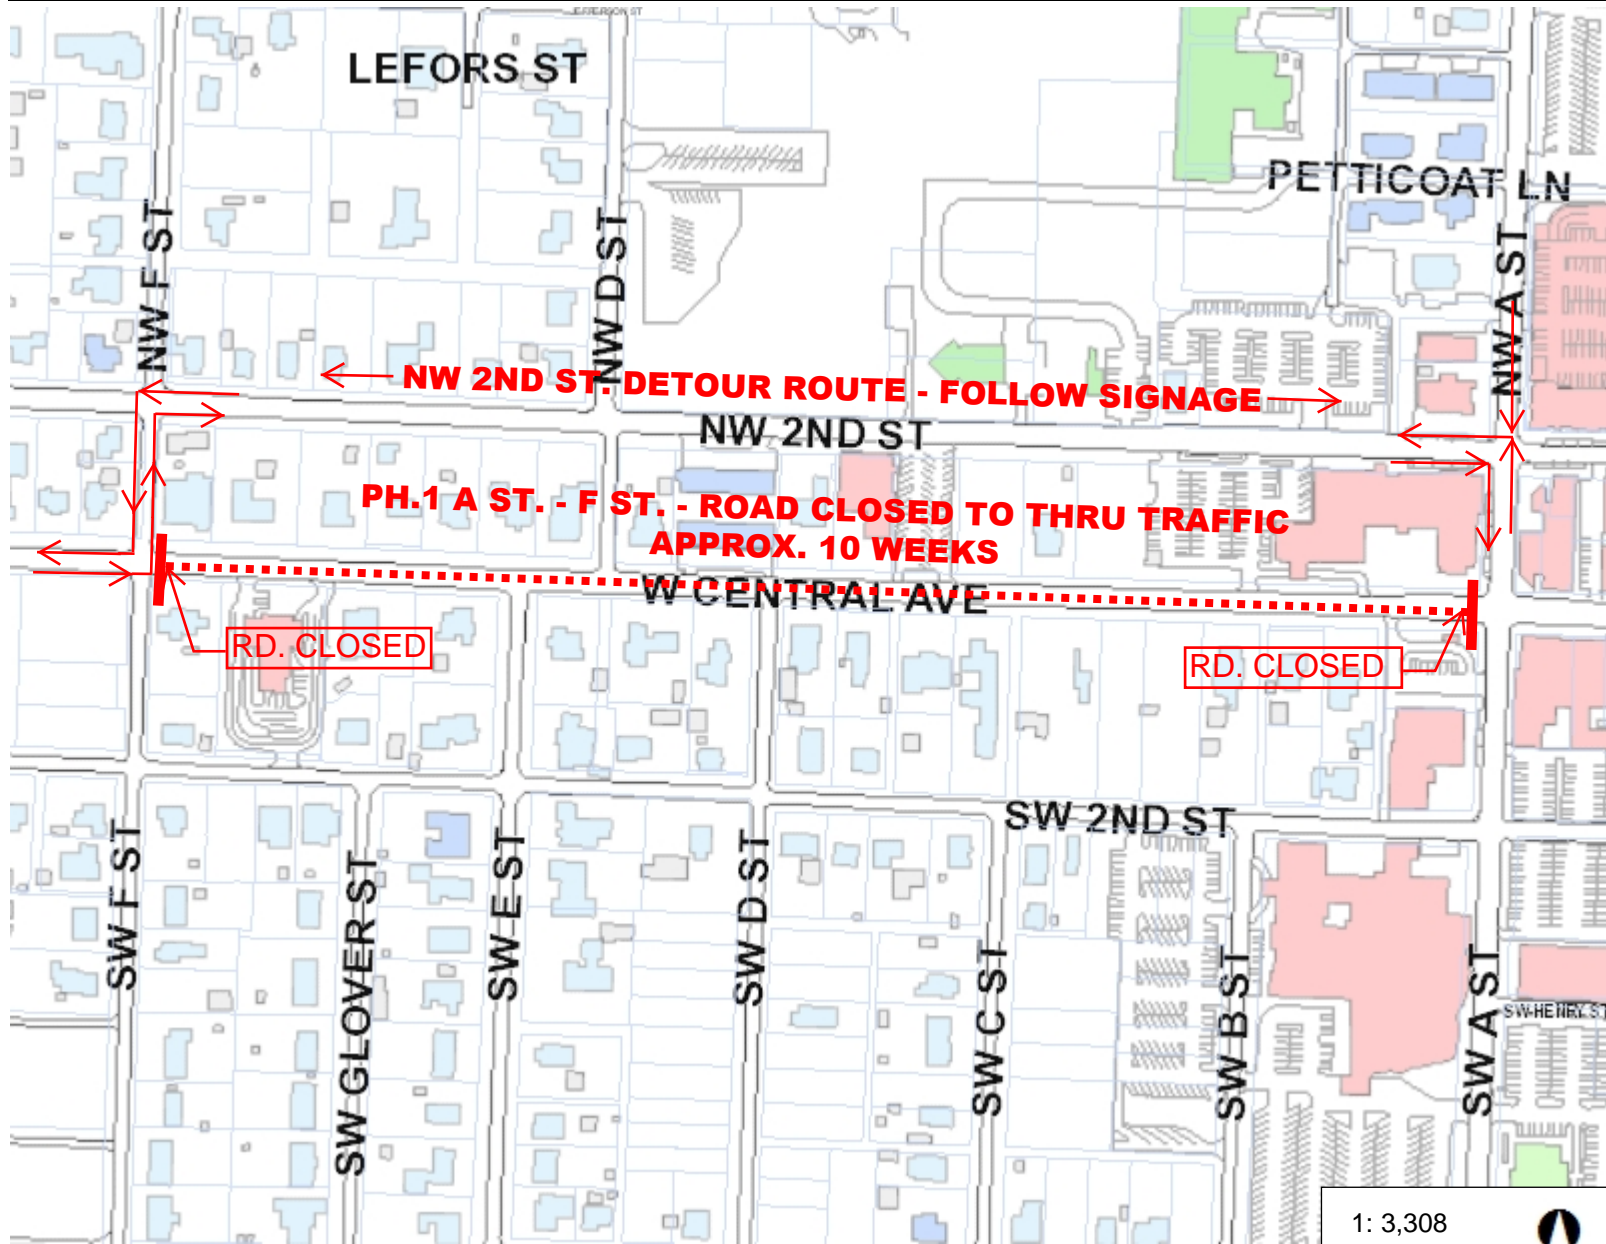 JEFFERSON ST
LEFORS ST
PETTICOAT LN
NW F ST
NW D ST
NW A ST
NW 2ND ST. DETOUR ROUTE - FOLLOW SIGNAGE
NW 2ND ST
PH.1 A ST. - F ST. - ROAD CLOSED TO THRU TRAFFIC
APPROX. 10 WEEKS
W CENTRAL AVE
RD. CLOSED
RD. CLOSED
SW 2ND ST
SW F ST
SW GLOVER ST
SW E ST
SW D ST
SW C ST
SW B ST
SW A ST
SW HENRY ST
1: 3,308